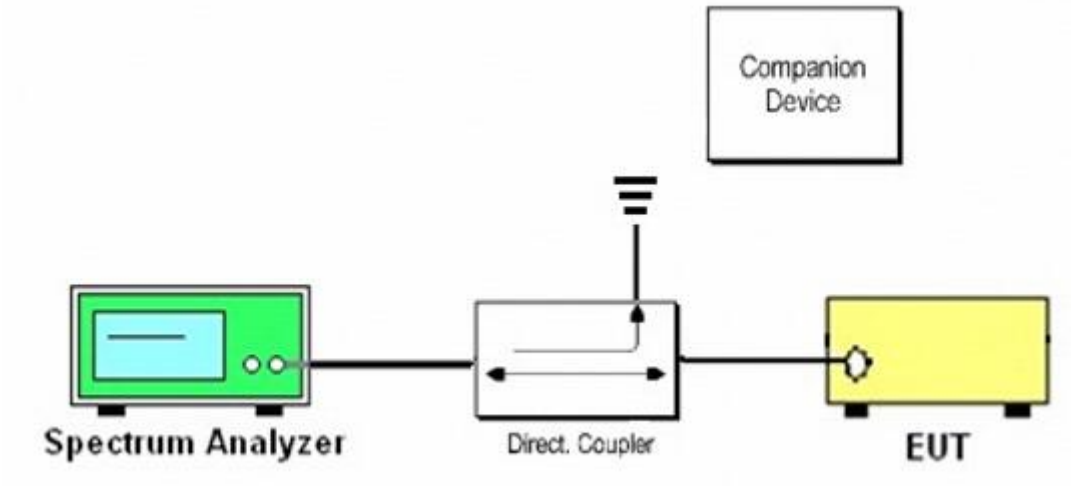 Companion
Device
Spectrum Analyzer
Direct. Coupler
EUT